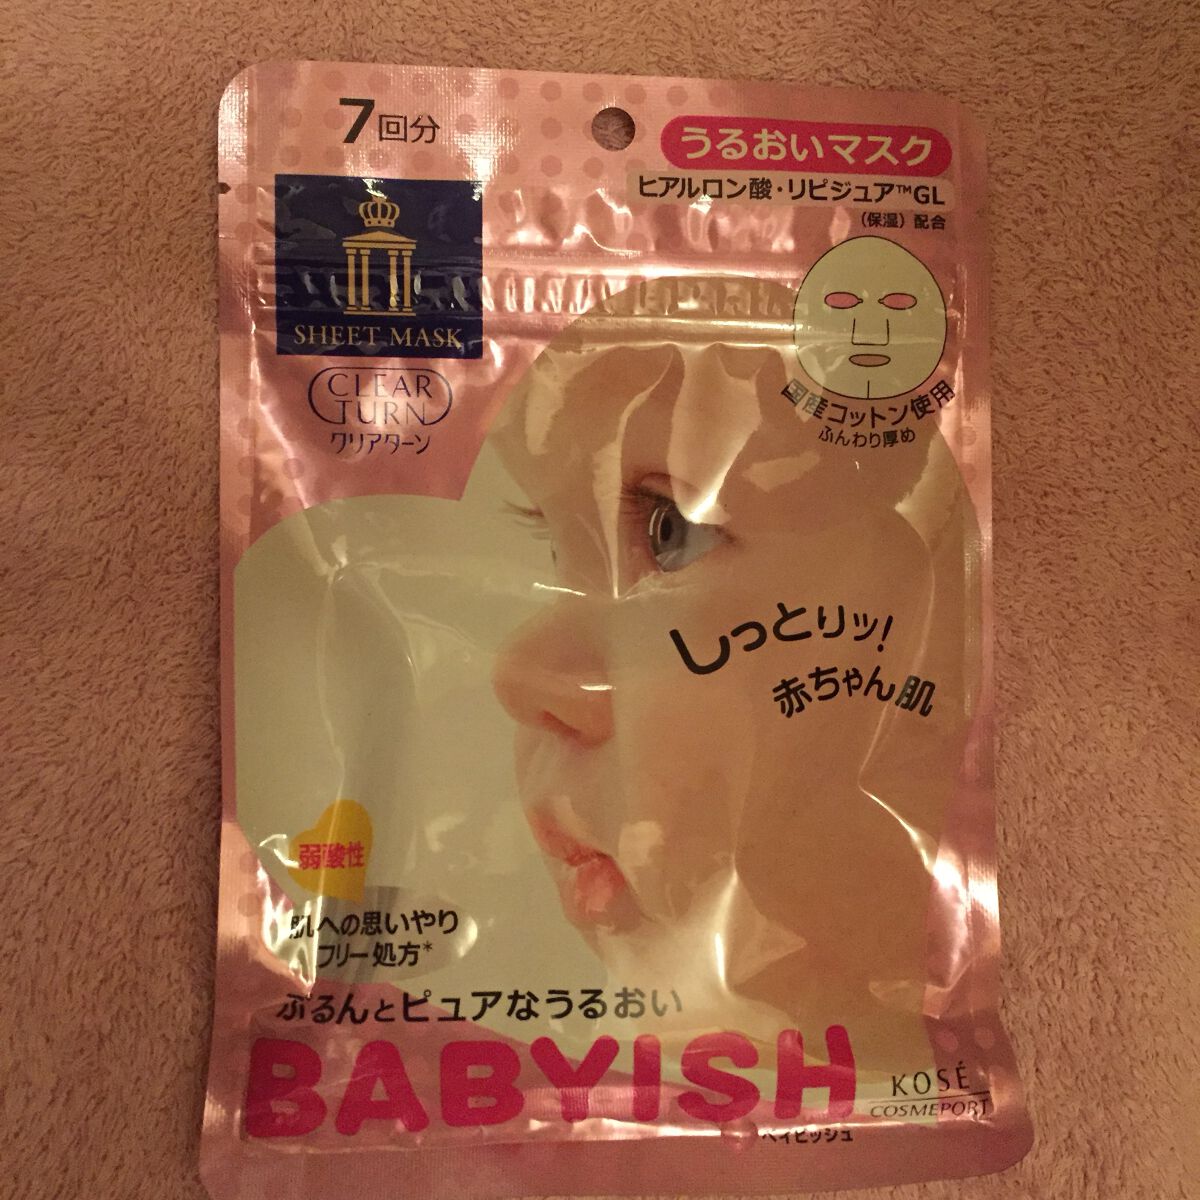 7回分
うるおいマスク
ヒアルロン酸・リピジュア™GL
（保湿）配合
SHEET MASK
CLEAR
TURN
クリアターン
国産コットン使用
ふんわり厚め
しっとりッ!
赤ちゃん肌
弱酸性
肌への思いやり
フリー処方*
ぷるんとピュアなうるおい
BABYISH
ベイビッシュ
KOSÉ
COSMEPORT